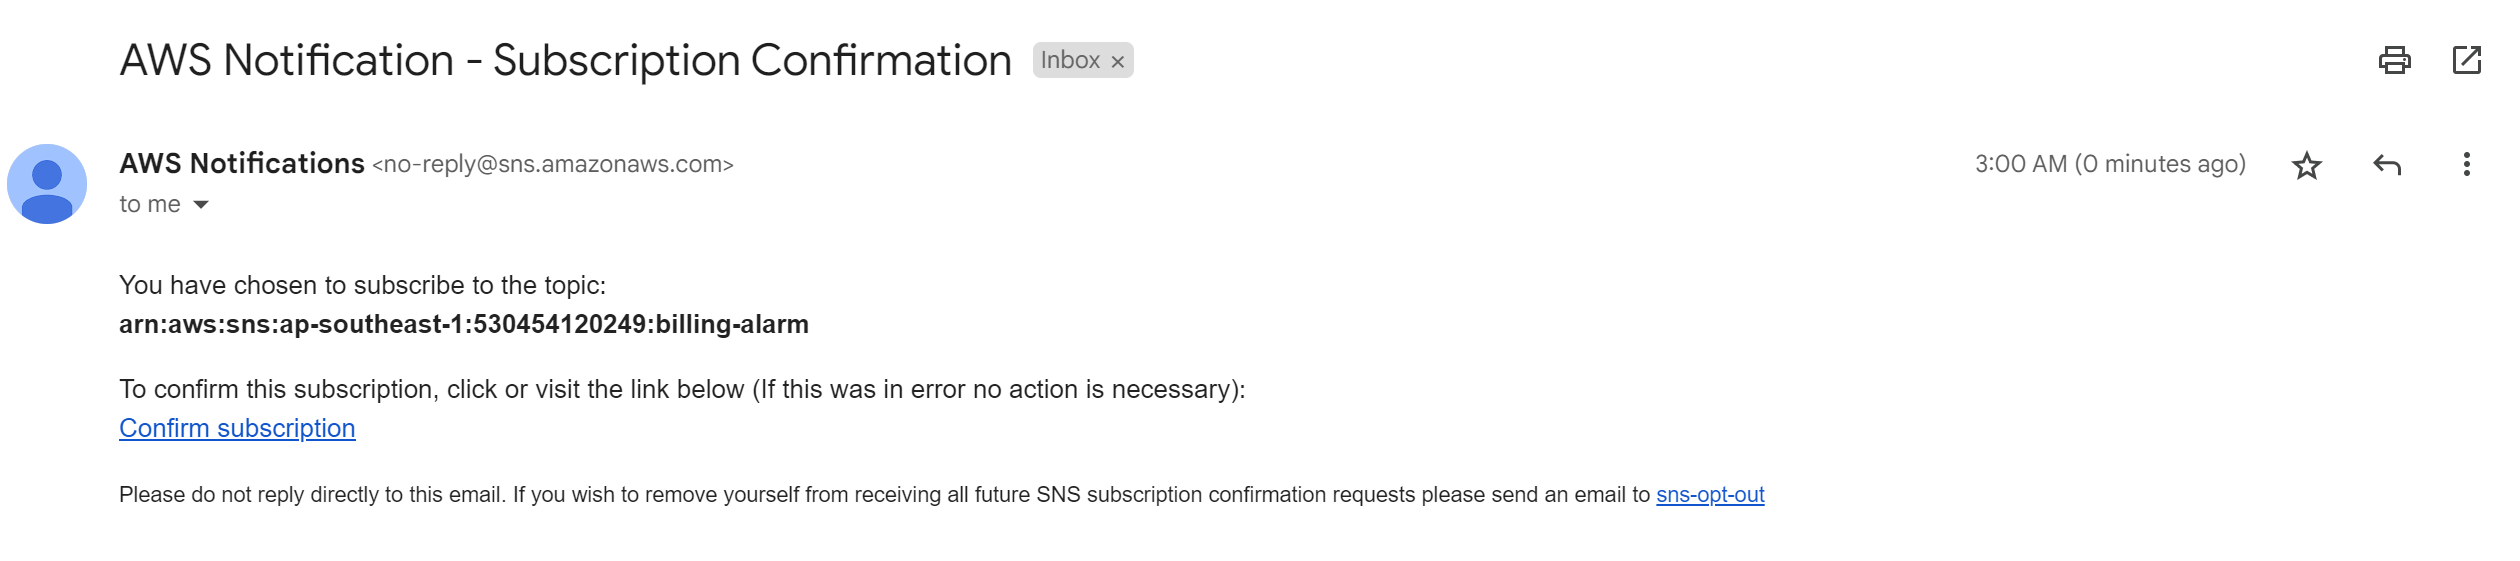 AWS Notification - Subscription Confirmation Inbox ×
AWS Notifications <no-reply@sns.amazonaws.com> 3:00 AM (0 minutes ago)
to me
You have chosen to subscribe to the topic:
arn:aws:sns:ap-southeast-1:530454120249:billing-alarm
To confirm this subscription, click or visit the link below (If this was in error no action is necessary):
Confirm subscription
Please do not reply directly to this email. If you wish to remove yourself from receiving all future SNS subscription confirmation requests please send an email to sns-opt-out